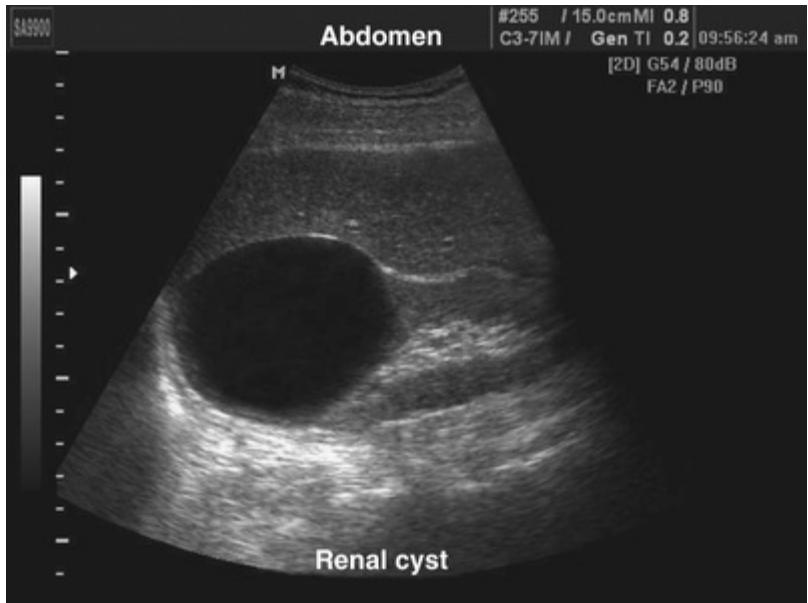 SA9900
#255 / 15.0cm MI 0.8
Abdomen
C3-7IM / Gen TI 0.2 09:56:24 am
[2D] G54 / 80dB
FA2 / P90
M
Renal cyst